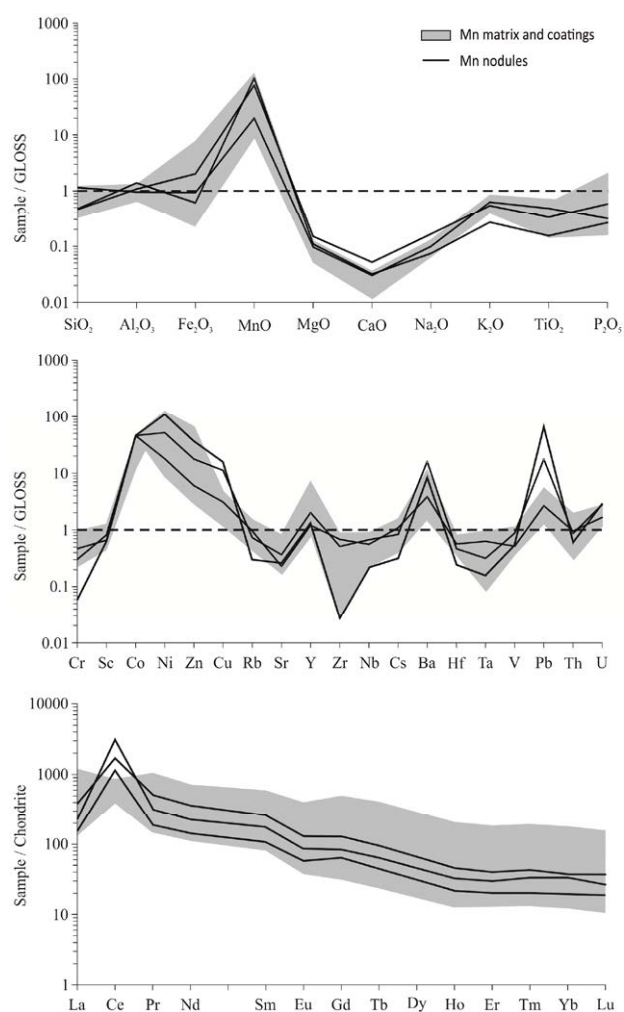 1000
100
10
1
0.1
0.01
Sample / GLOSS
Mn matrix and coatings
Mn nodules
SiO₂ Al₂O₃ Fe₂O₃ MnO MgO CaO Na₂O K₂O TiO₂ P₂O₅
1000
100
10
1
0.1
0.01
Sample / GLOSS
Cr Sc Co Ni Zn Cu Rb Sr Y Zr Nb Cs Ba Hf Ta V Pb Th U
10000
1000
100
10
1
Sample / Chondrite
La Ce Pr Nd Sm Eu Gd Tb Dy Ho Er Tm Yb Lu